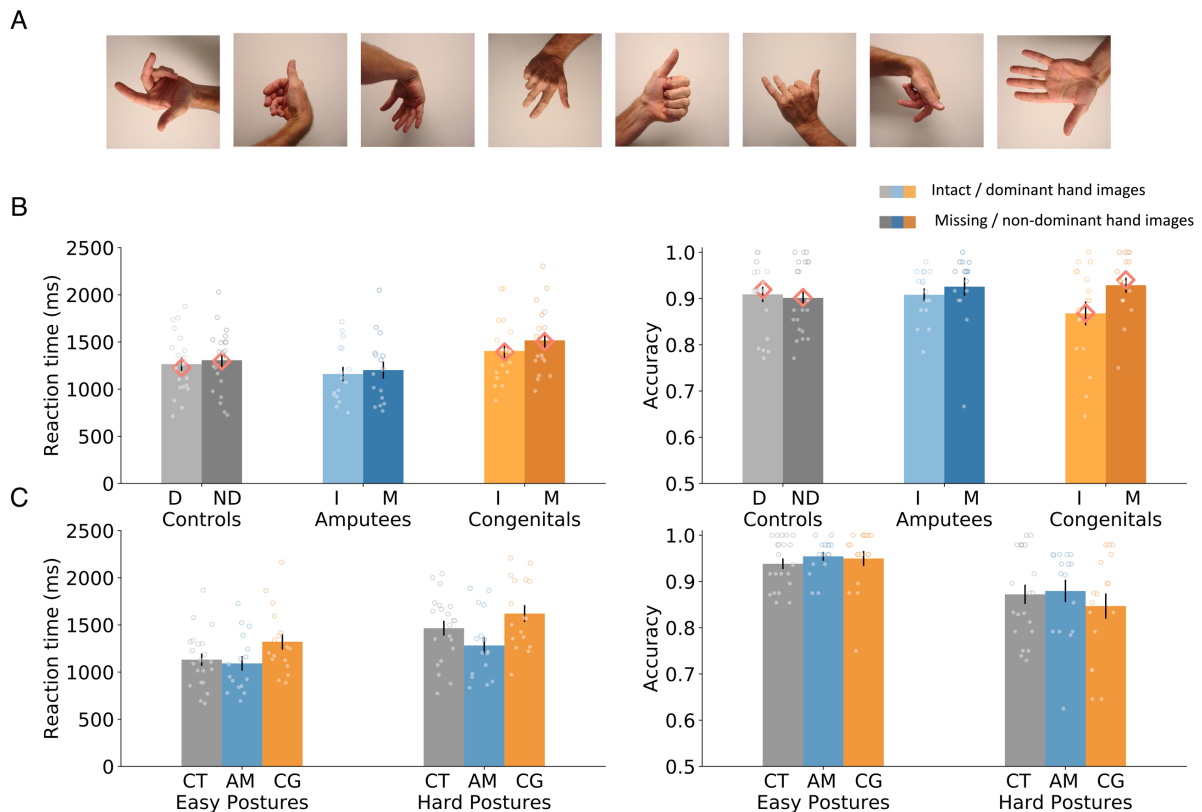 A
Intact / dominant hand images
Missing / non-dominant hand images
B
Reaction time (ms)
2500
2000
1500
1000
500
0
D ND I M I M
Controls Amputees Congenitals
Accuracy
1.0
0.9
0.8
0.7
0.6
0.5
D ND I M I M
Controls Amputees Congenitals
C
Reaction time (ms)
2500
2000
1500
1000
500
0
CT AM CG CT AM CG
Easy Postures Hard Postures
Accuracy
1.0
0.9
0.8
0.7
0.6
0.5
CT AM CG CT AM CG
Easy Postures Hard Postures